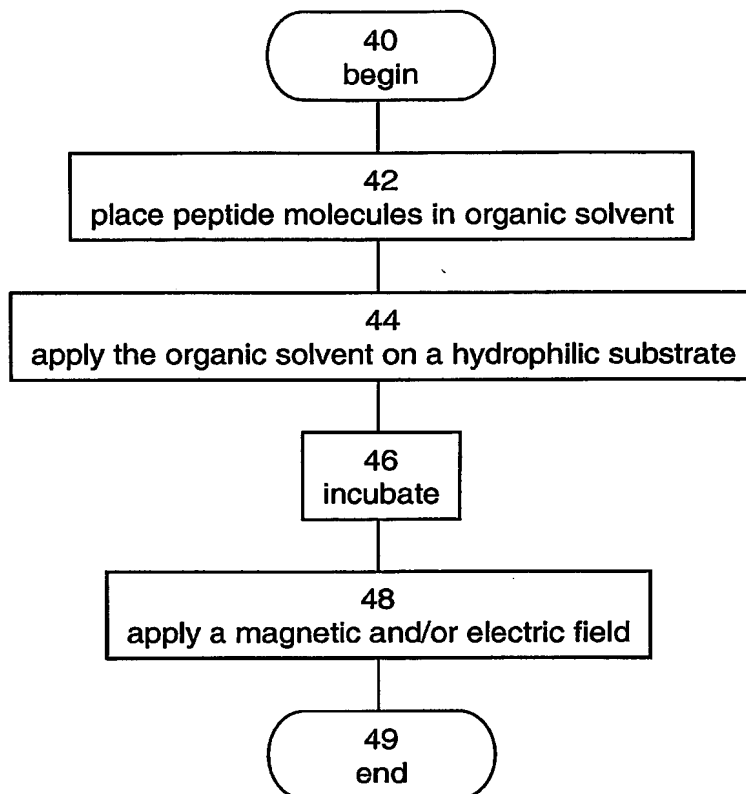 40
begin
42
place peptide molecules in organic solvent
44
apply the organic solvent on a hydrophilic substrate
46
incubate
48
apply a magnetic and/or electric field
49
end